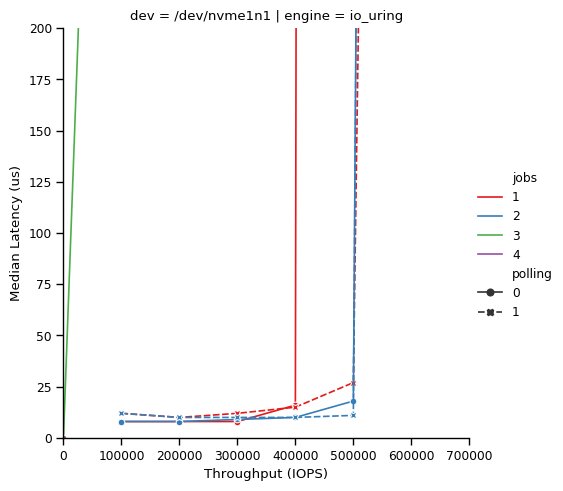 dev = /dev/nvme1n1 | engine = io_uring
200
175
150
125
100
75
50
25
0
Median Latency (us)
0 100000 200000 300000 400000 500000 600000 700000
Throughput (IOPS)
jobs
1
2
3
4
polling
0
1